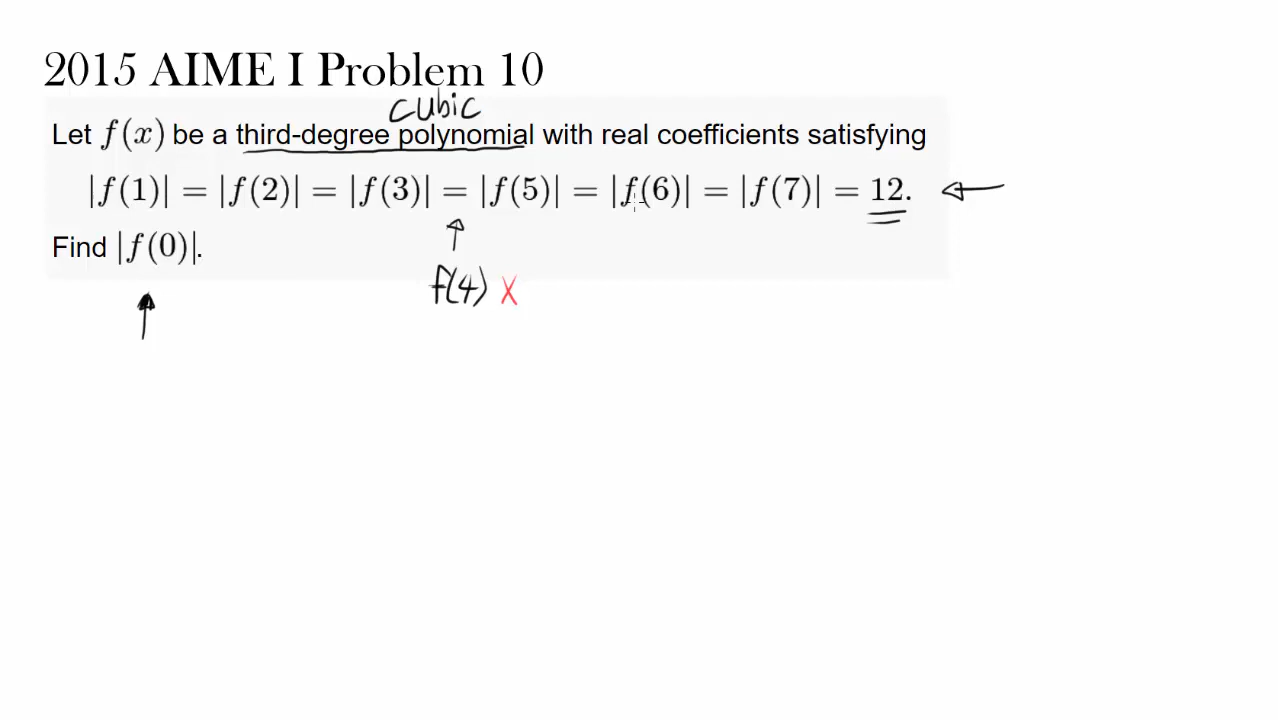 2015 AIME I Problem 10
cubic
Let f(x) be a third-degree polynomial with real coefficients satisfying
|f(1)| = |f(2)| = |f(3)| = |f(5)| = |f(6)| = |f(7)| = 12.
Find |f(0)|.
f(4) X